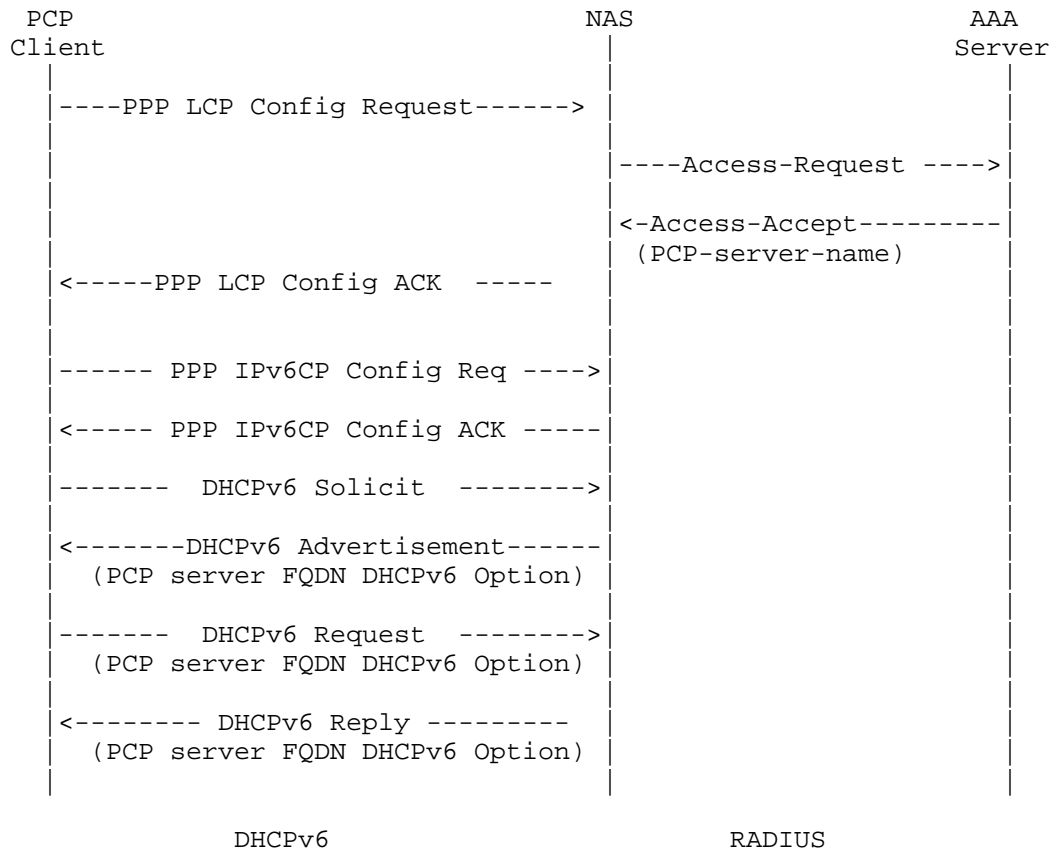 PCP NAS AAA
Client Server
----PPP LCP Config Request------>
----Access-Request ---->
<-Access-Accept---------
(PCP-server-name)
<-----PPP LCP Config ACK -----
------ PPP IPv6CP Config Req ---->
<----- PPP IPv6CP Config ACK -----
------- DHCPv6 Solicit -------->
<-------DHCPv6 Advertisement------
(PCP server FQDN DHCPv6 Option)
------- DHCPv6 Request -------->
(PCP server FQDN DHCPv6 Option)
<-------- DHCPv6 Reply ---------
(PCP server FQDN DHCPv6 Option)
DHCPv6 RADIUS